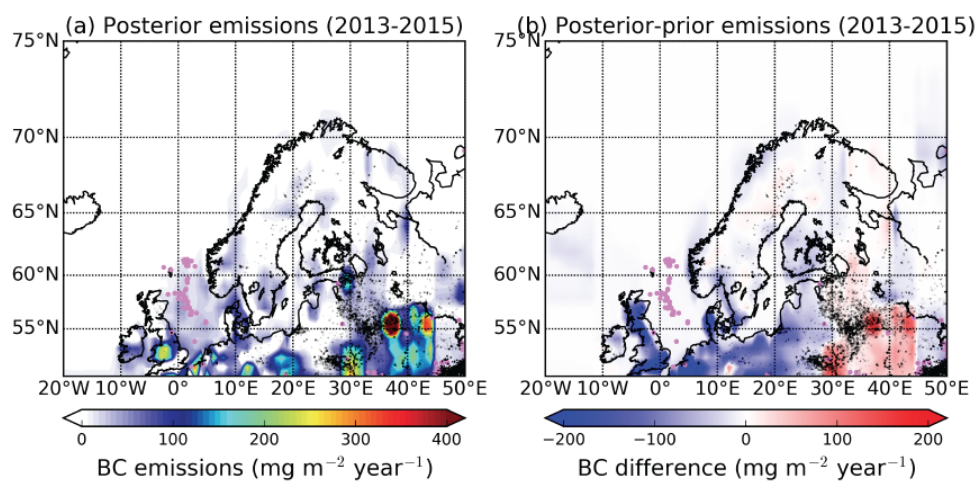 (a) Posterior emissions (2013-2015)
75°N
70°N
65°N
60°N
55°N
20°W 10°W 0° 10°E 20°E 30°E 40°E 50°E
0 100 200 300 400
BC emissions (mg m⁻² year⁻¹)
(b) Posterior-prior emissions (2013-2015)
75°N
70°N
65°N
60°N
55°N
20°W 10°W 0° 10°E 20°E 30°E 40°E 50°E
−200 −100 0 100 200
BC difference (mg m⁻² year⁻¹)